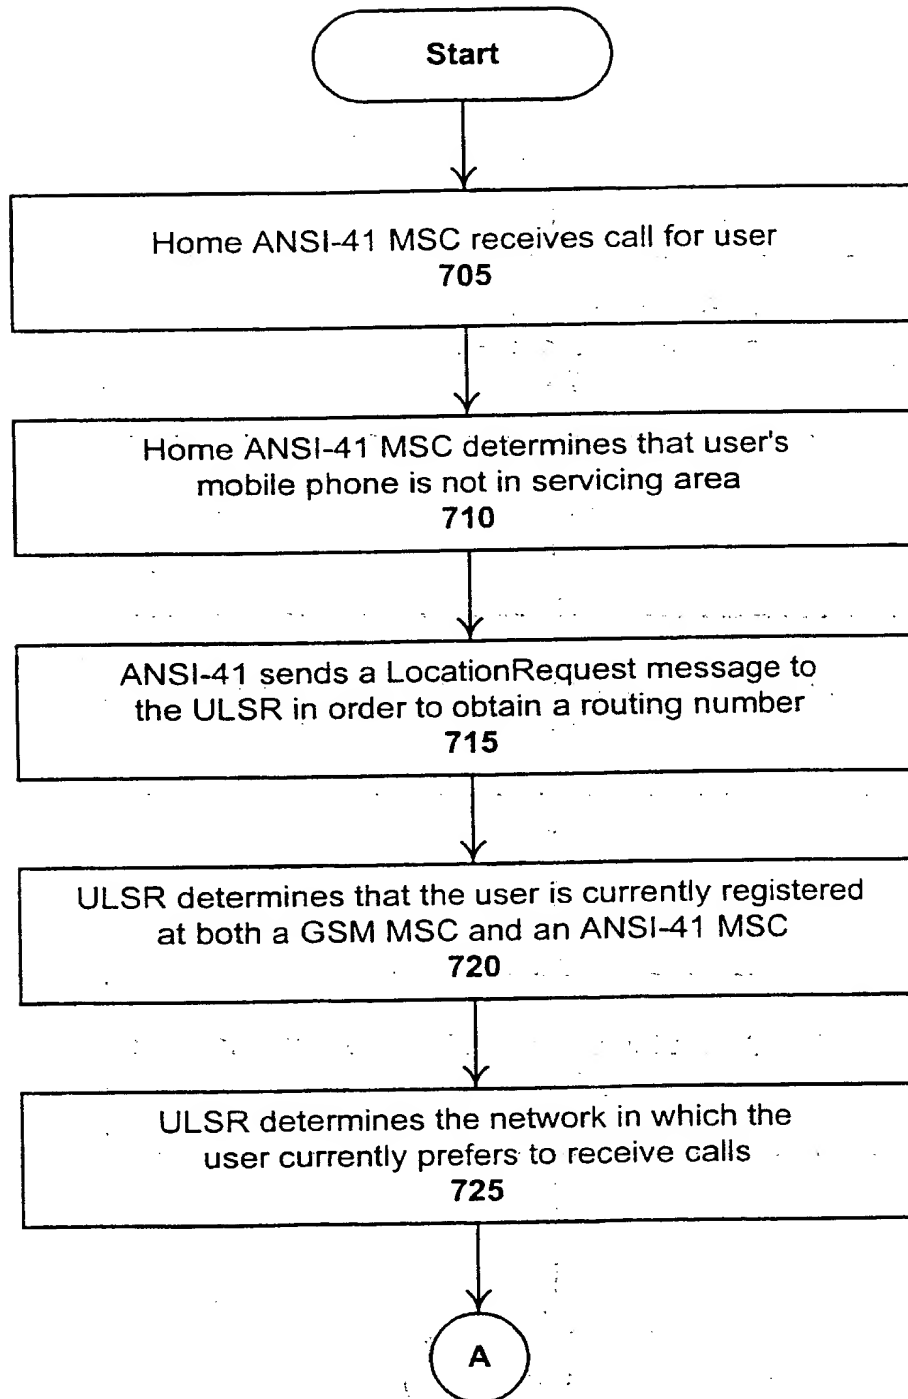 Start
Home ANSI-41 MSC receives call for user
705
Home ANSI-41 MSC determines that user's
mobile phone is not in servicing area
710
ANSI-41 sends a LocationRequest message to
the ULSR in order to obtain a routing number
715
ULSR determines that the user is currently registered
at both a GSM MSC and an ANSI-41 MSC
720
ULSR determines the network in which the
user currently prefers to receive calls
725
A